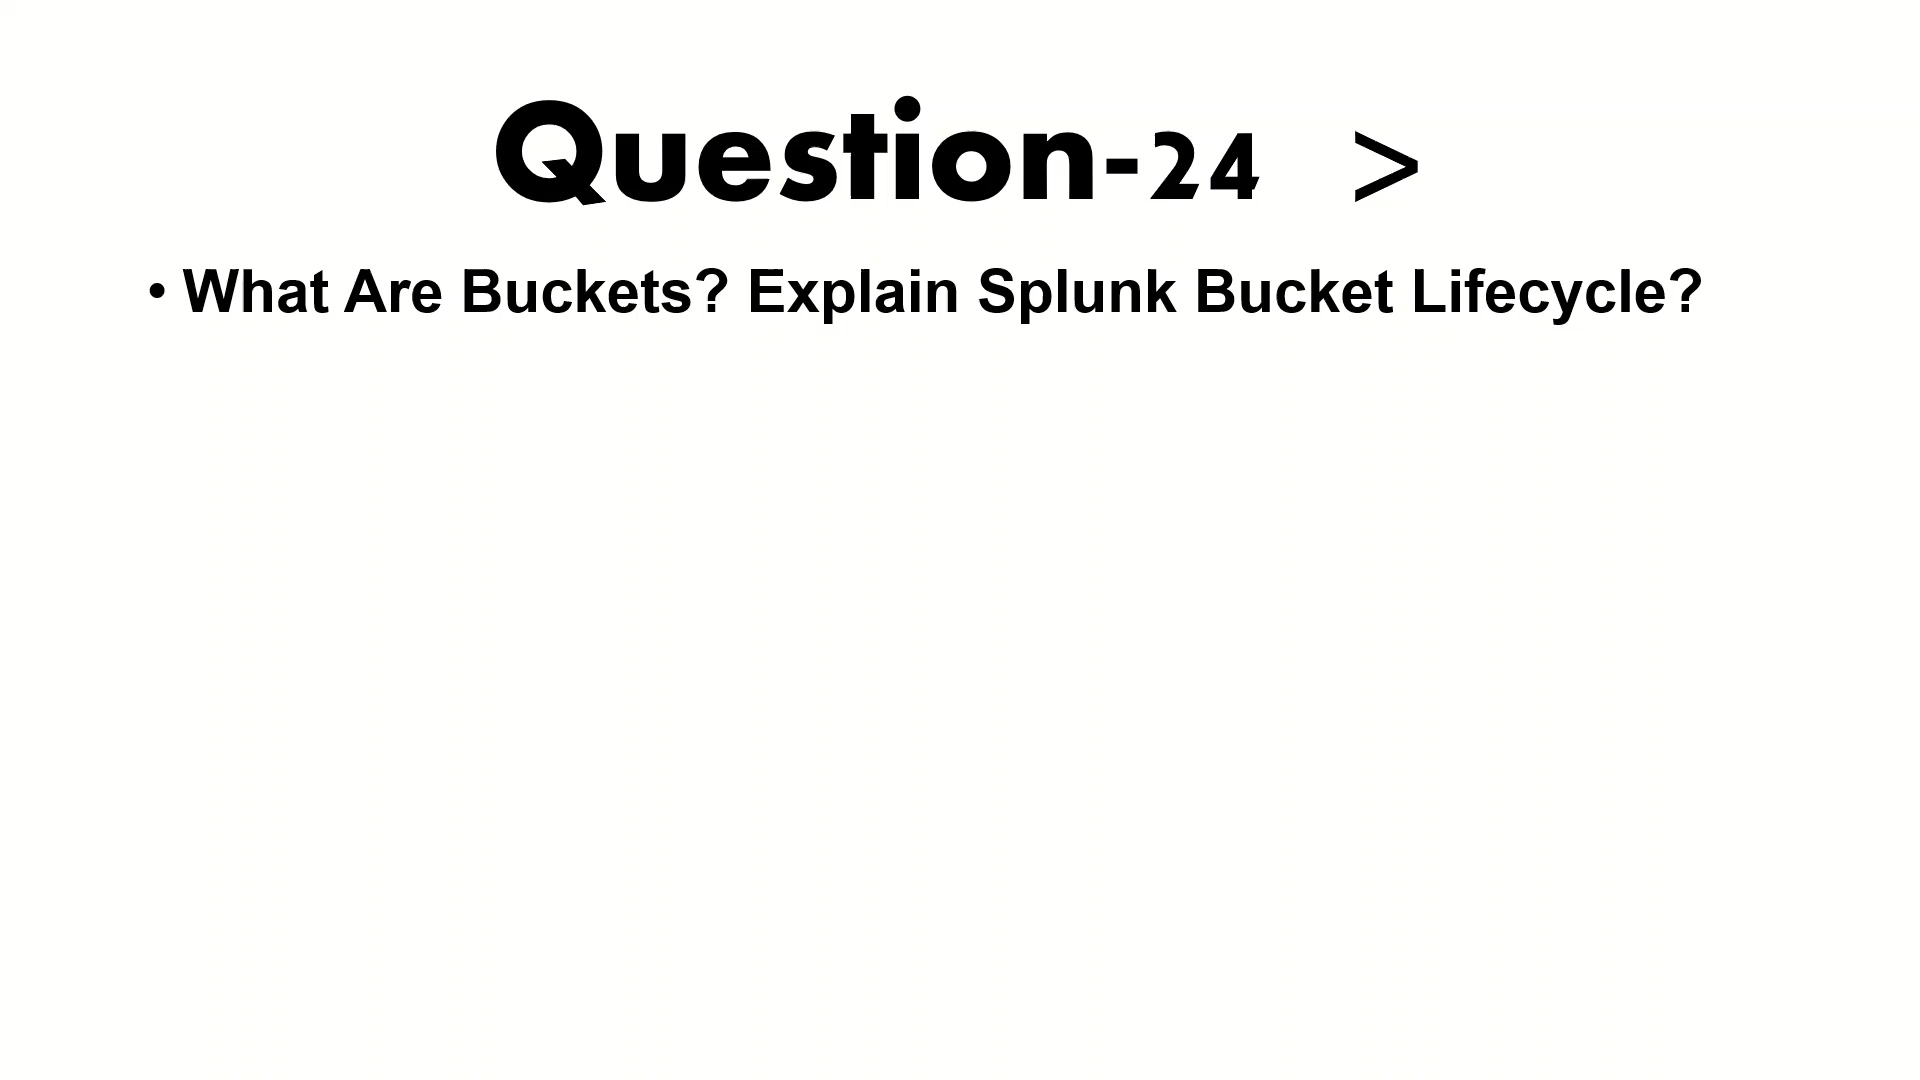 Question-24 >
• What Are Buckets? Explain Splunk Bucket Lifecycle?